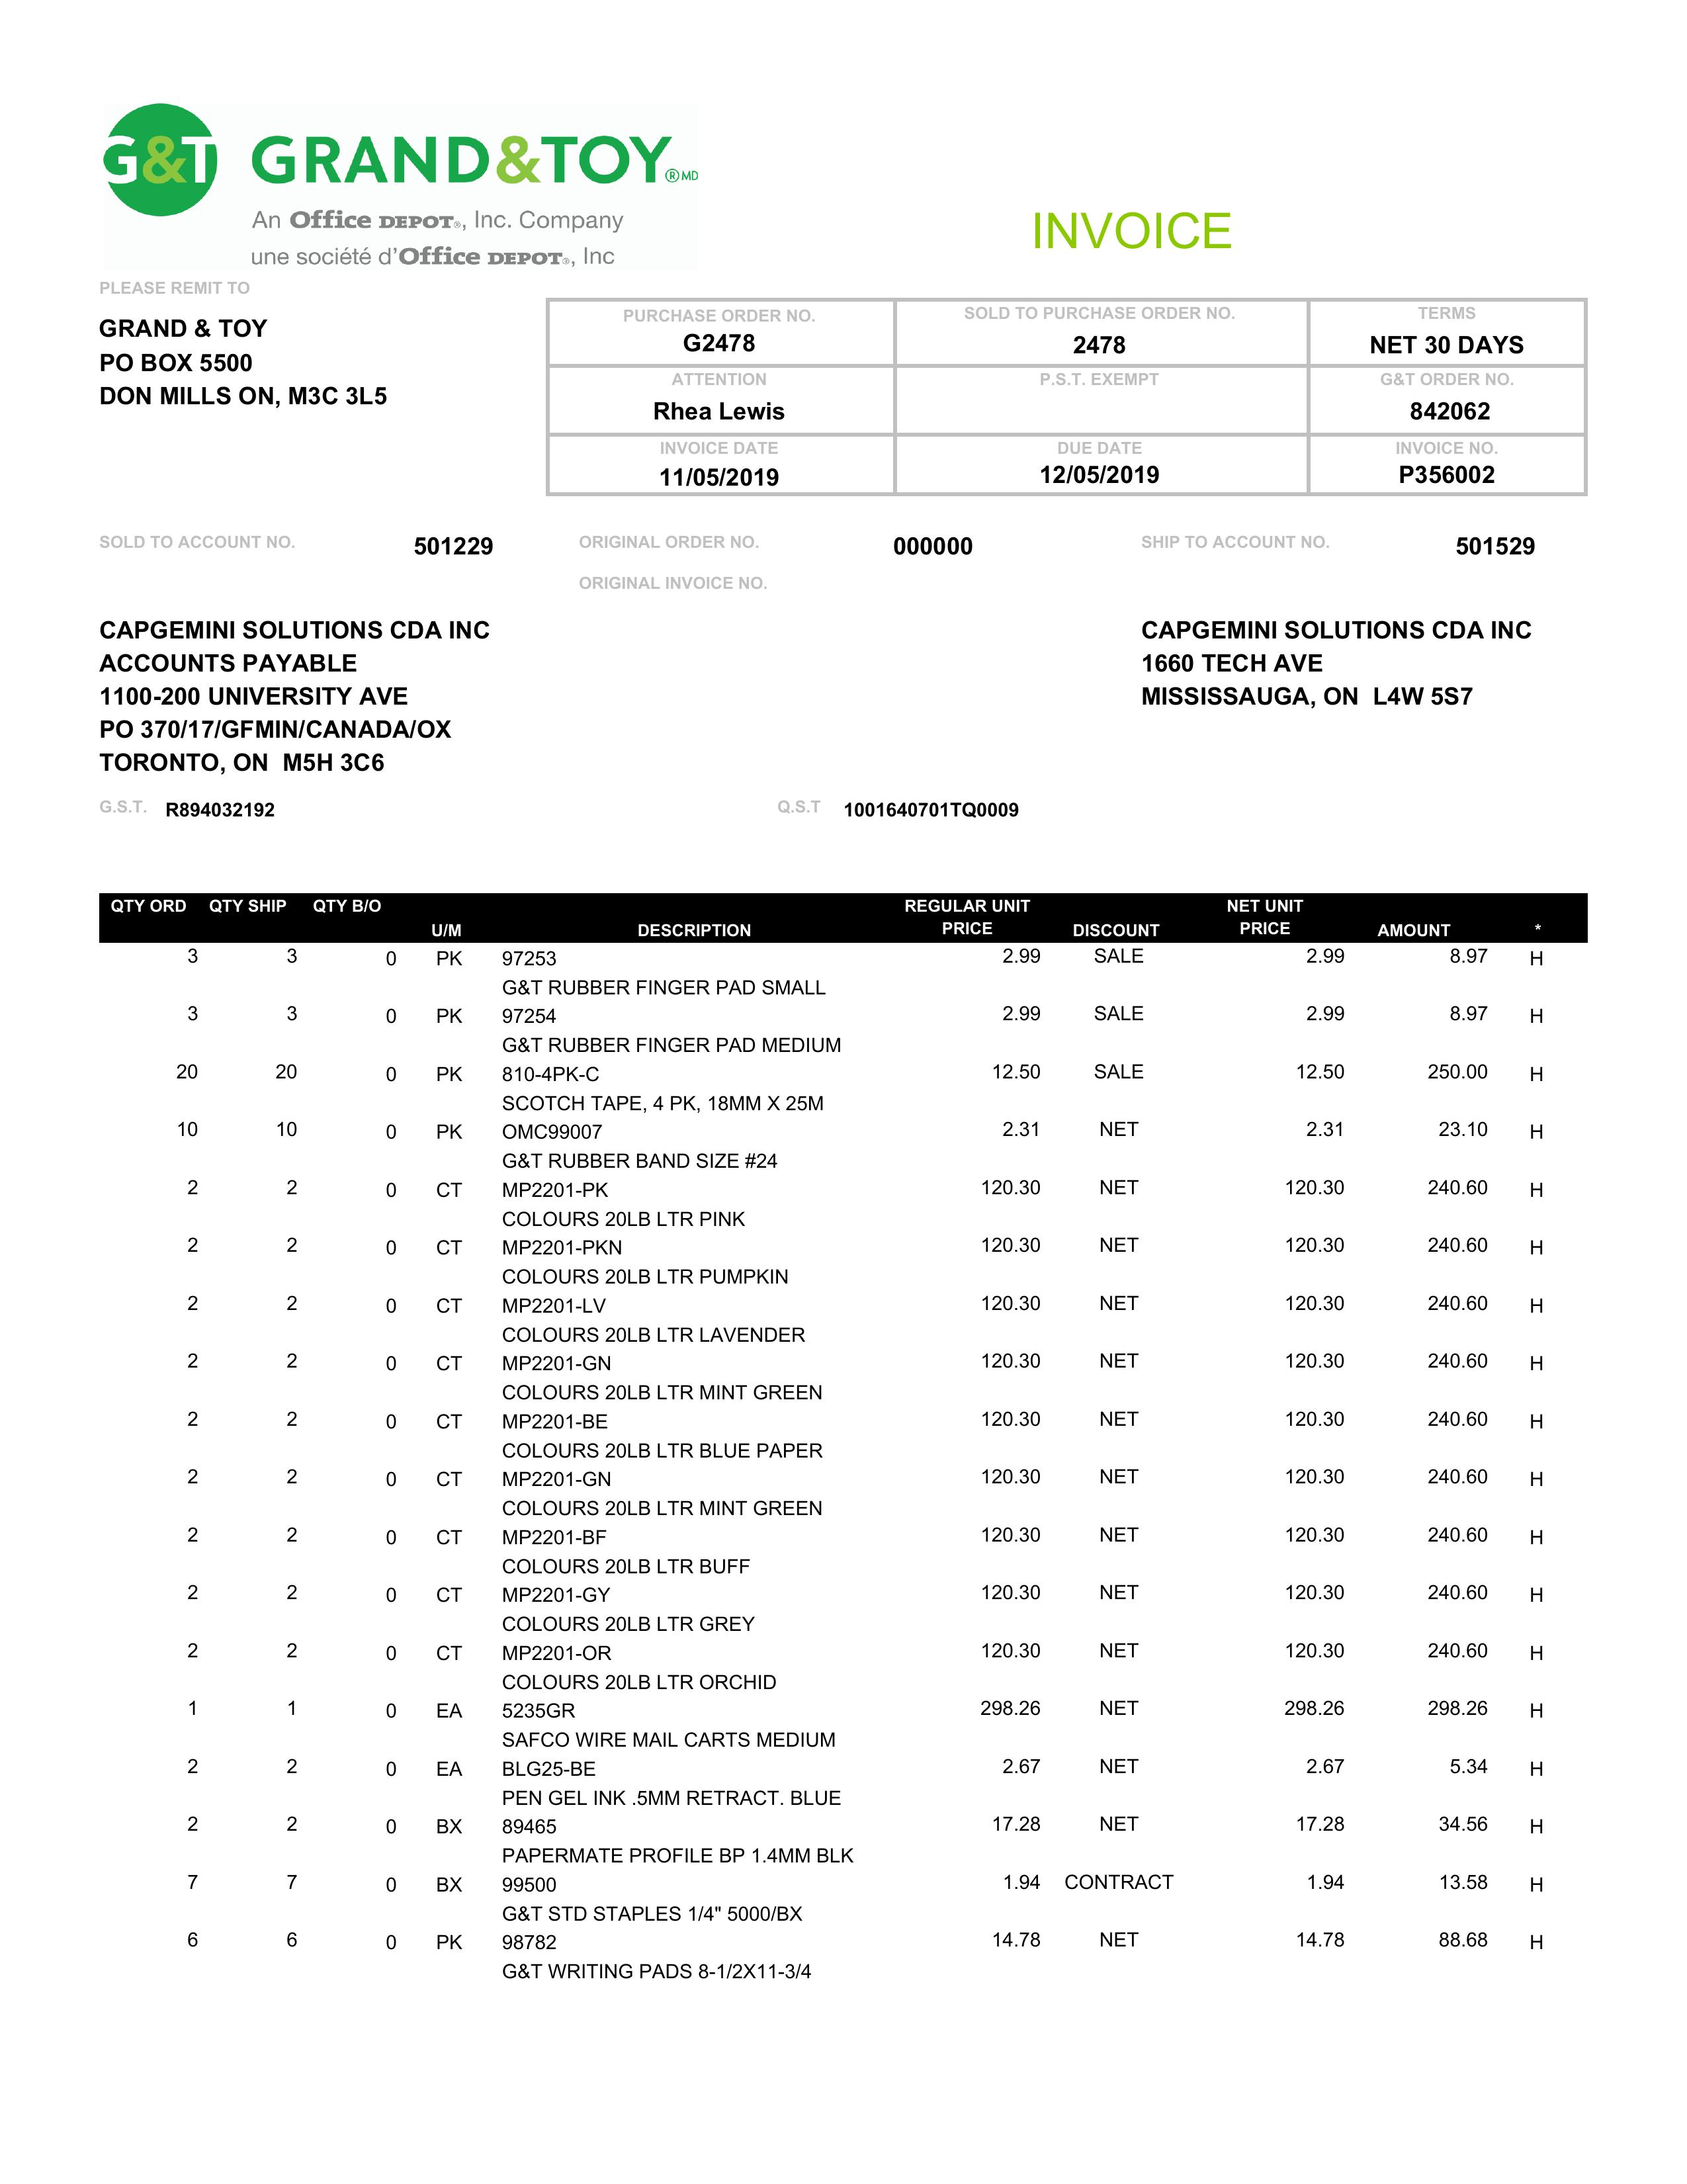 G&T GRAND&TOY®MD
An Office DEPOT®, Inc. Company
une société d'Office DEPOT®, Inc
INVOICE
PLEASE REMIT TO
GRAND & TOY
PO BOX 5500
DON MILLS ON, M3C 3L5
PURCHASE ORDER NO. SOLD TO PURCHASE ORDER NO. TERMS
G2478 2478 NET 30 DAYS
ATTENTION P.S.T. EXEMPT G&T ORDER NO.
Rhea Lewis 842062
INVOICE DATE DUE DATE INVOICE NO.
11/05/2019 12/05/2019 P356002
SOLD TO ACCOUNT NO. 501229 ORIGINAL ORDER NO. 000000 SHIP TO ACCOUNT NO. 501529
ORIGINAL INVOICE NO.
CAPGEMINI SOLUTIONS CDA INC
ACCOUNTS PAYABLE
1100-200 UNIVERSITY AVE
PO 370/17/GFMIN/CANADA/OX
TORONTO, ON M5H 3C6
CAPGEMINI SOLUTIONS CDA INC
1660 TECH AVE
MISSISSAUGA, ON L4W 5S7
G.S.T. R894032192 Q.S.T 1001640701TQ0009
QTY ORD QTY SHIP QTY B/O U/M DESCRIPTION REGULAR UNIT PRICE DISCOUNT NET UNIT PRICE AMOUNT *
3 3 0 PK 97253 2.99 SALE 2.99 8.97 H
G&T RUBBER FINGER PAD SMALL
3 3 0 PK 97254 2.99 SALE 2.99 8.97 H
G&T RUBBER FINGER PAD MEDIUM
20 20 0 PK 810-4PK-C 12.50 SALE 12.50 250.00 H
SCOTCH TAPE, 4 PK, 18MM X 25M
10 10 0 PK OMC99007 2.31 NET 2.31 23.10 H
G&T RUBBER BAND SIZE #24
2 2 0 CT MP2201-PK 120.30 NET 120.30 240.60 H
COLOURS 20LB LTR PINK
2 2 0 CT MP2201-PKN 120.30 NET 120.30 240.60 H
COLOURS 20LB LTR PUMPKIN
2 2 0 CT MP2201-LV 120.30 NET 120.30 240.60 H
COLOURS 20LB LTR LAVENDER
2 2 0 CT MP2201-GN 120.30 NET 120.30 240.60 H
COLOURS 20LB LTR MINT GREEN
2 2 0 CT MP2201-BE 120.30 NET 120.30 240.60 H
COLOURS 20LB LTR BLUE PAPER
2 2 0 CT MP2201-GN 120.30 NET 120.30 240.60 H
COLOURS 20LB LTR MINT GREEN
2 2 0 CT MP2201-BF 120.30 NET 120.30 240.60 H
COLOURS 20LB LTR BUFF
2 2 0 CT MP2201-GY 120.30 NET 120.30 240.60 H
COLOURS 20LB LTR GREY
2 2 0 CT MP2201-OR 120.30 NET 120.30 240.60 H
COLOURS 20LB LTR ORCHID
1 1 0 EA 5235GR 298.26 NET 298.26 298.26 H
SAFCO WIRE MAIL CARTS MEDIUM
2 2 0 EA BLG25-BE 2.67 NET 2.67 5.34 H
PEN GEL INK .5MM RETRACT. BLUE
2 2 0 BX 89465 17.28 NET 17.28 34.56 H
PAPERMATE PROFILE BP 1.4MM BLK
7 7 0 BX 99500 1.94 CONTRACT 1.94 13.58 H
G&T STD STAPLES 1/4" 5000/BX
6 6 0 PK 98782 14.78 NET 14.78 88.68 H
G&T WRITING PADS 8-1/2X11-3/4